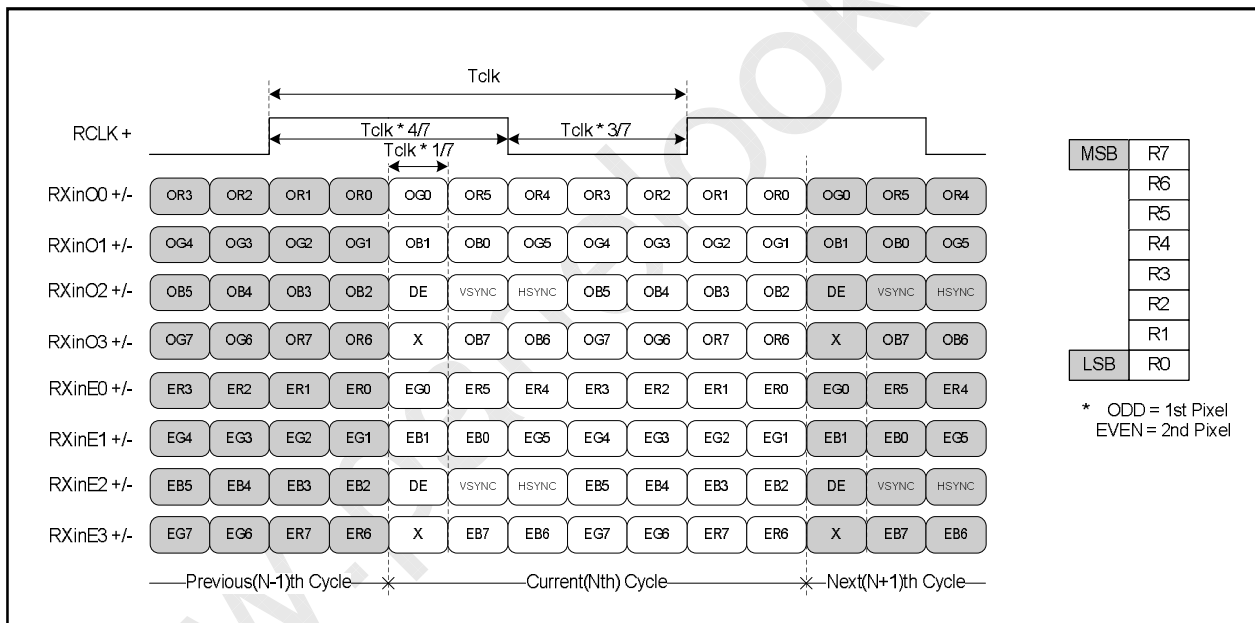 Tclk
RCLK +
Tclk * 4/7
Tclk * 3/7
Tclk * 1/7
RXinO0 +/- OR3 OR2 OR1 OR0 OG0 OR5 OR4 OR3 OR2 OR1 OR0 OG0 OR5 OR4
RXinO1 +/- OG4 OG3 OG2 OG1 OB1 OB0 OG5 OG4 OG3 OG2 OG1 OB1 OB0 OG5
RXinO2 +/- OB5 OB4 OB3 OB2 DE VSYNC HSYNC OB5 OB4 OB3 OB2 DE VSYNC HSYNC
RXinO3 +/- OG7 OG6 OR7 OR6 X OB7 OB6 OG7 OG6 OR7 OR6 X OB7 OB6
RXinE0 +/- ER3 ER2 ER1 ER0 EG0 ER5 ER4 ER3 ER2 ER1 ER0 EG0 ER5 ER4
RXinE1 +/- EG4 EG3 EG2 EG1 EB1 EB0 EG5 EG4 EG3 EG2 EG1 EB1 EB0 EG5
RXinE2 +/- EB5 EB4 EB3 EB2 DE VSYNC HSYNC EB5 EB4 EB3 EB2 DE VSYNC HSYNC
RXinE3 +/- EG7 EG6 ER7 ER6 X EB7 EB6 EG7 EG6 ER7 ER6 X EB7 EB6
Previous(N-1)th Cycle Current(Nth) Cycle Next(N+1)th Cycle
MSB R7
R6
R5
R4
R3
R2
R1
LSB R0
* ODD = 1st Pixel
EVEN = 2nd Pixel